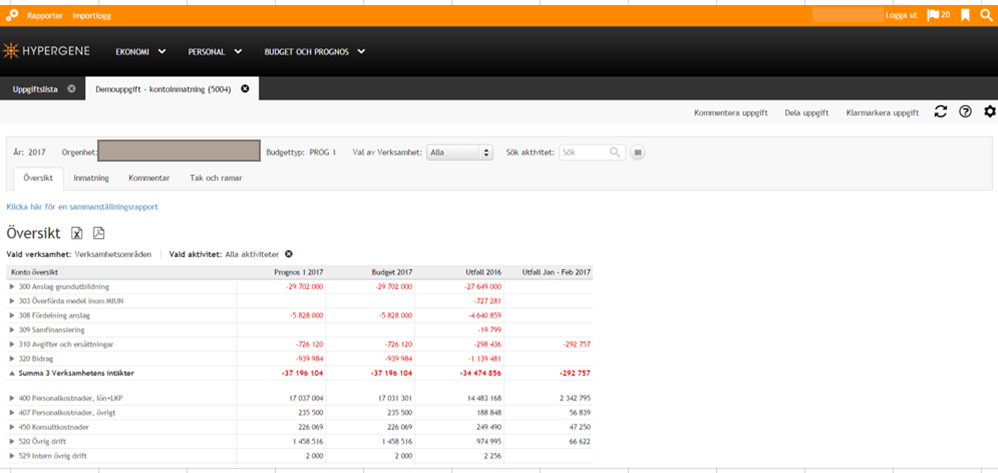 Rapporter Importlogg Logga ut 20
HYPERGENE EKONOMI PERSONAL BUDGET OCH PROGNOS
Uppgiftslista Demouppgift - kontoinmatning (5004)
Kommentera uppgift Dela uppgift Klarmarkera uppgift
År: 2017 Orgenhet: Budgettyp: PROG 1 Val av Verksamhet: Alla Sök aktivitet: Sök
Översikt Inmatning Kommentar Tak och ramar
Klicka här för en sammanställningsrapport
Översikt
Vald verksamhet: Verksamhetsområden Vald aktivitet: Alla aktiviteter
Konto översikt Prognos 1 2017 Budget 2017 Utfall 2016 Utfall Jan - Feb 2017
300 Anslag grundutbildning -29 702 000 -29 702 000 -27 649 000
303 Överförda medel inom MIUN -727 281
308 Fördelning anslag -5 828 000 -5 828 000 -4 640 859
309 Samfinansiering -19 799
310 Avgifter och ersättningar -726 120 -726 120 -298 436 -292 757
320 Bidrag -939 984 -939 984 -1 139 481
Summa 3 Verksamhetens intäkter -37 196 104 -37 196 104 -34 474 856 -292 757
400 Personalkostnader, lön+LKP 17 037 004 17 031 301 14 483 168 2 342 795
407 Personalkostnader, övrigt 235 500 235 500 188 848 56 839
450 Konsultkostnader 226 069 226 069 249 490 47 250
520 Övrig drift 1 458 516 1 458 516 974 995 66 622
529 Intern övrig drift 2 000 2 000 2 256